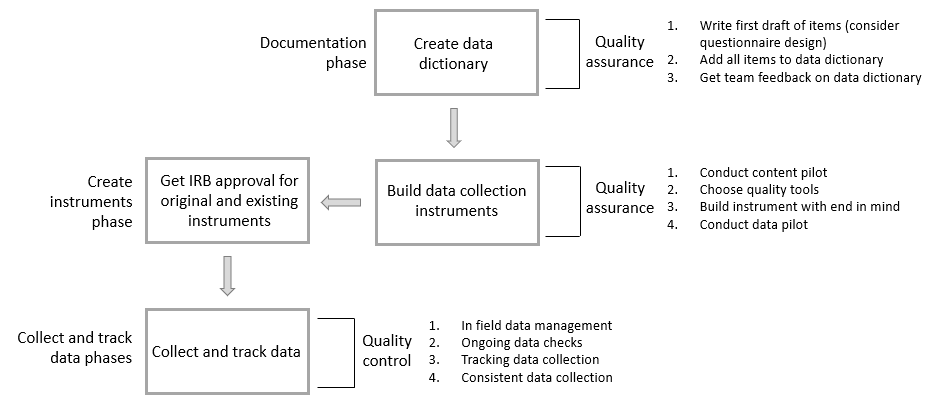 Documentation
phase
Create data
dictionary
Quality
assurance
1. Write first draft of items (consider
questionnaire design)
2. Add all items to data dictionary
3. Get team feedback on data dictionary
Create
instruments
phase
Get IRB approval for
original and existing
instruments
Build data collection
instruments
Quality
assurance
1. Conduct content pilot
2. Choose quality tools
3. Build instrument with end in mind
4. Conduct data pilot
Collect and track
data phases
Collect and track data
Quality
control
1. In field data management
2. Ongoing data checks
3. Tracking data collection
4. Consistent data collection